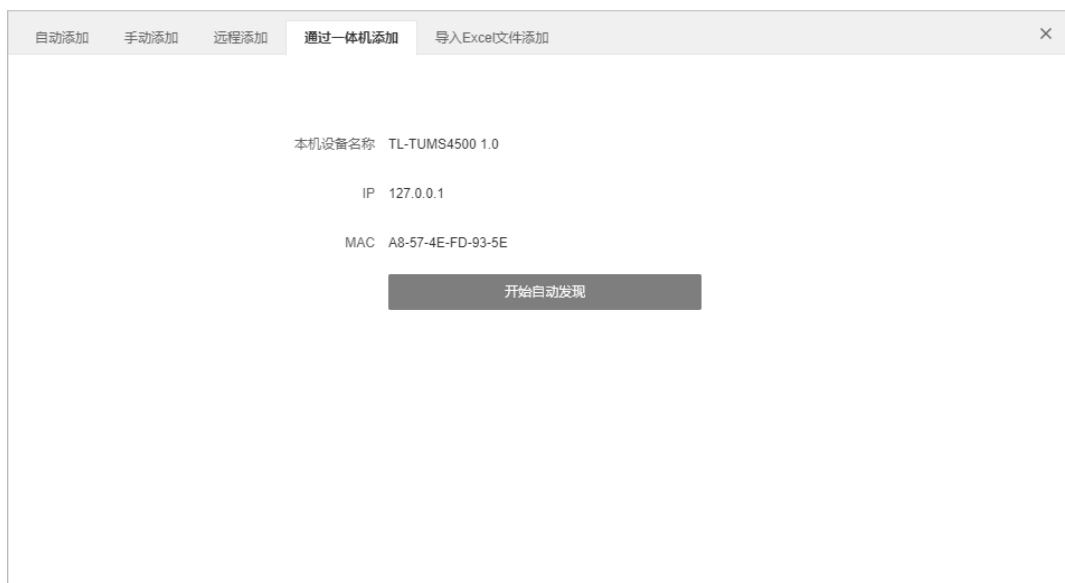 自动添加 手动添加 远程添加 通过一体机添加 导入Excel文件添加 ×
本机设备名称 TL-TUMS4500 1.0
IP 127.0.0.1
MAC A8-57-4E-FD-93-5E
开始自动发现